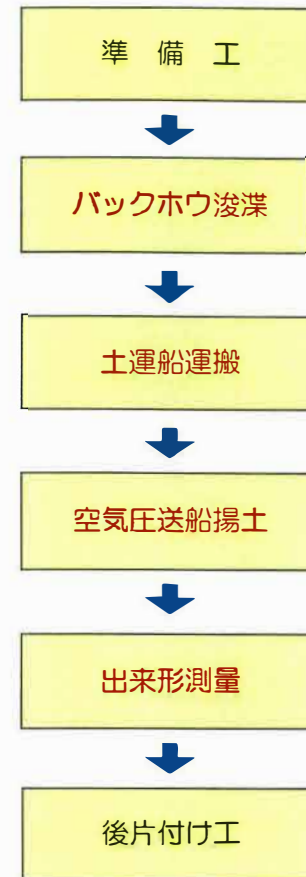 準 備 工
バックホウ浚渫
土運船運搬
空気圧送船揚土
出来形測量
後片付け工